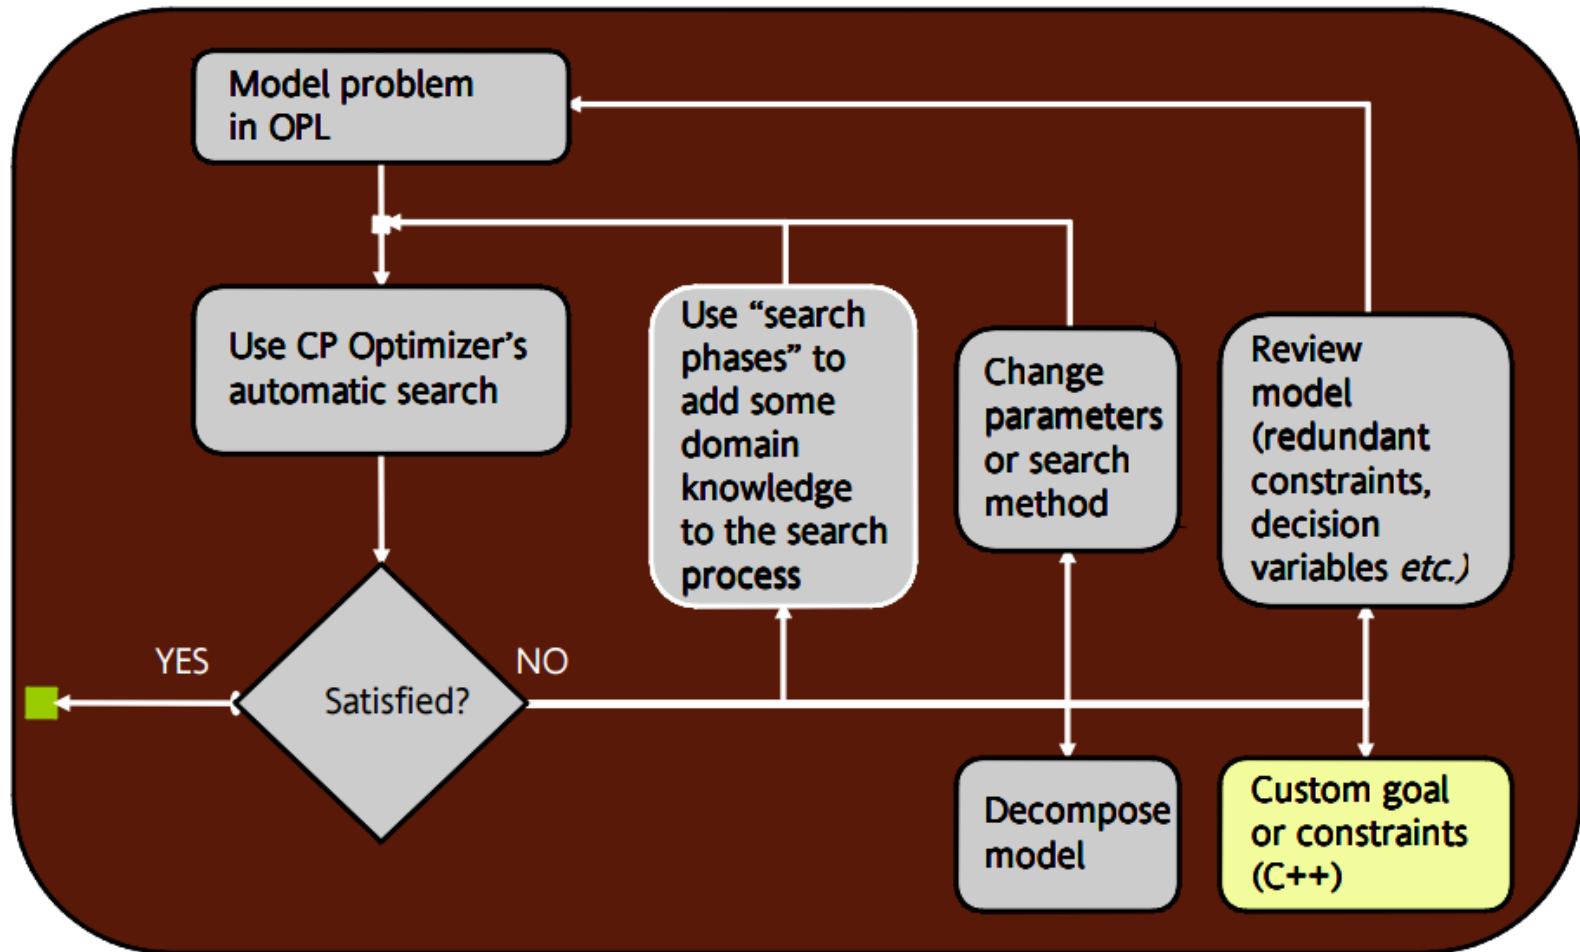 Model problem
in OPL
Use CP Optimizer’s
automatic search
Use “search
phases” to
add some
domain
knowledge
to the search
process
Change
parameters
or search
method
Review
model
(redundant
constraints,
decision
variables etc.)
YES
NO
Satisfied?
Decompose
model
Custom goal
or constraints
(C++)